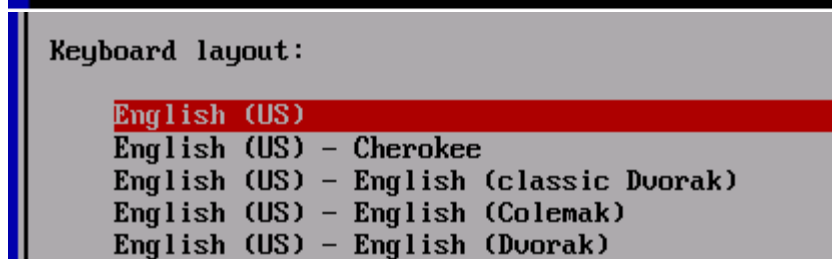 Keyboard layout:
English (US)
English (US) - Cherokee
English (US) - English (classic Dvorak)
English (US) - English (Colemak)
English (US) - English (Dvorak)